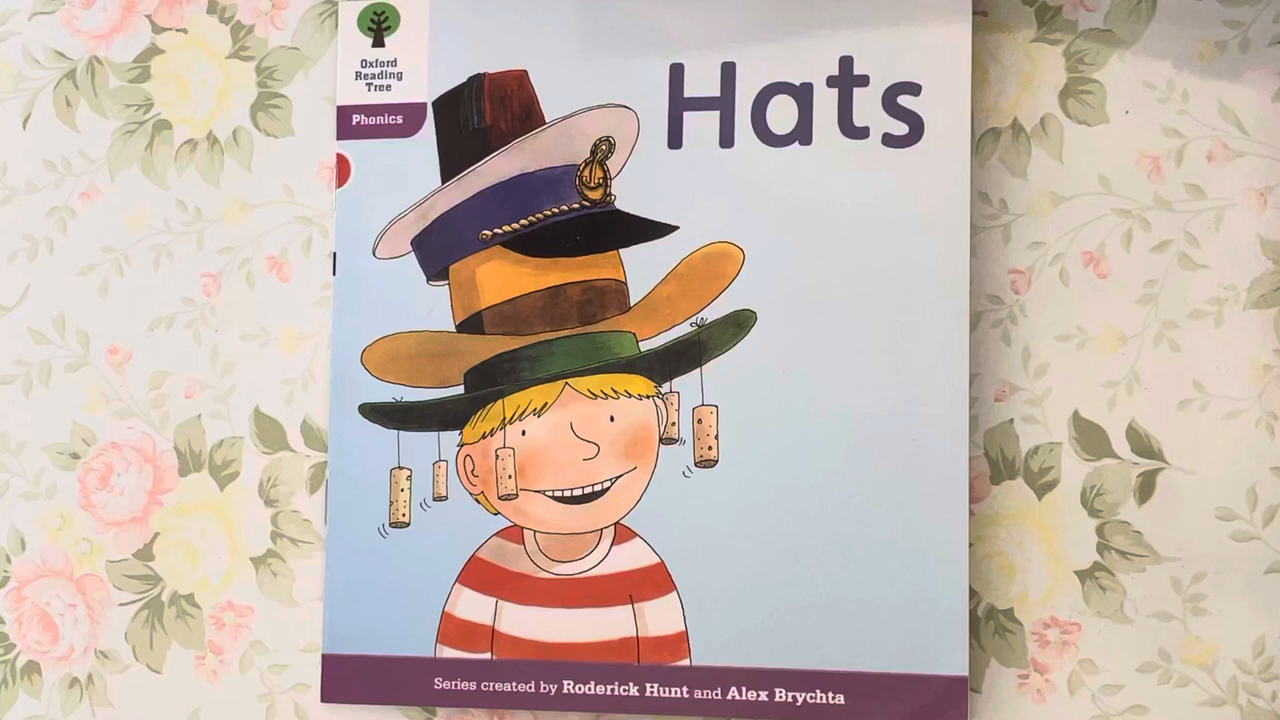 Oxford
Reading
Tree
Phonics
Hats
Series created by Roderick Hunt and Alex Brychta